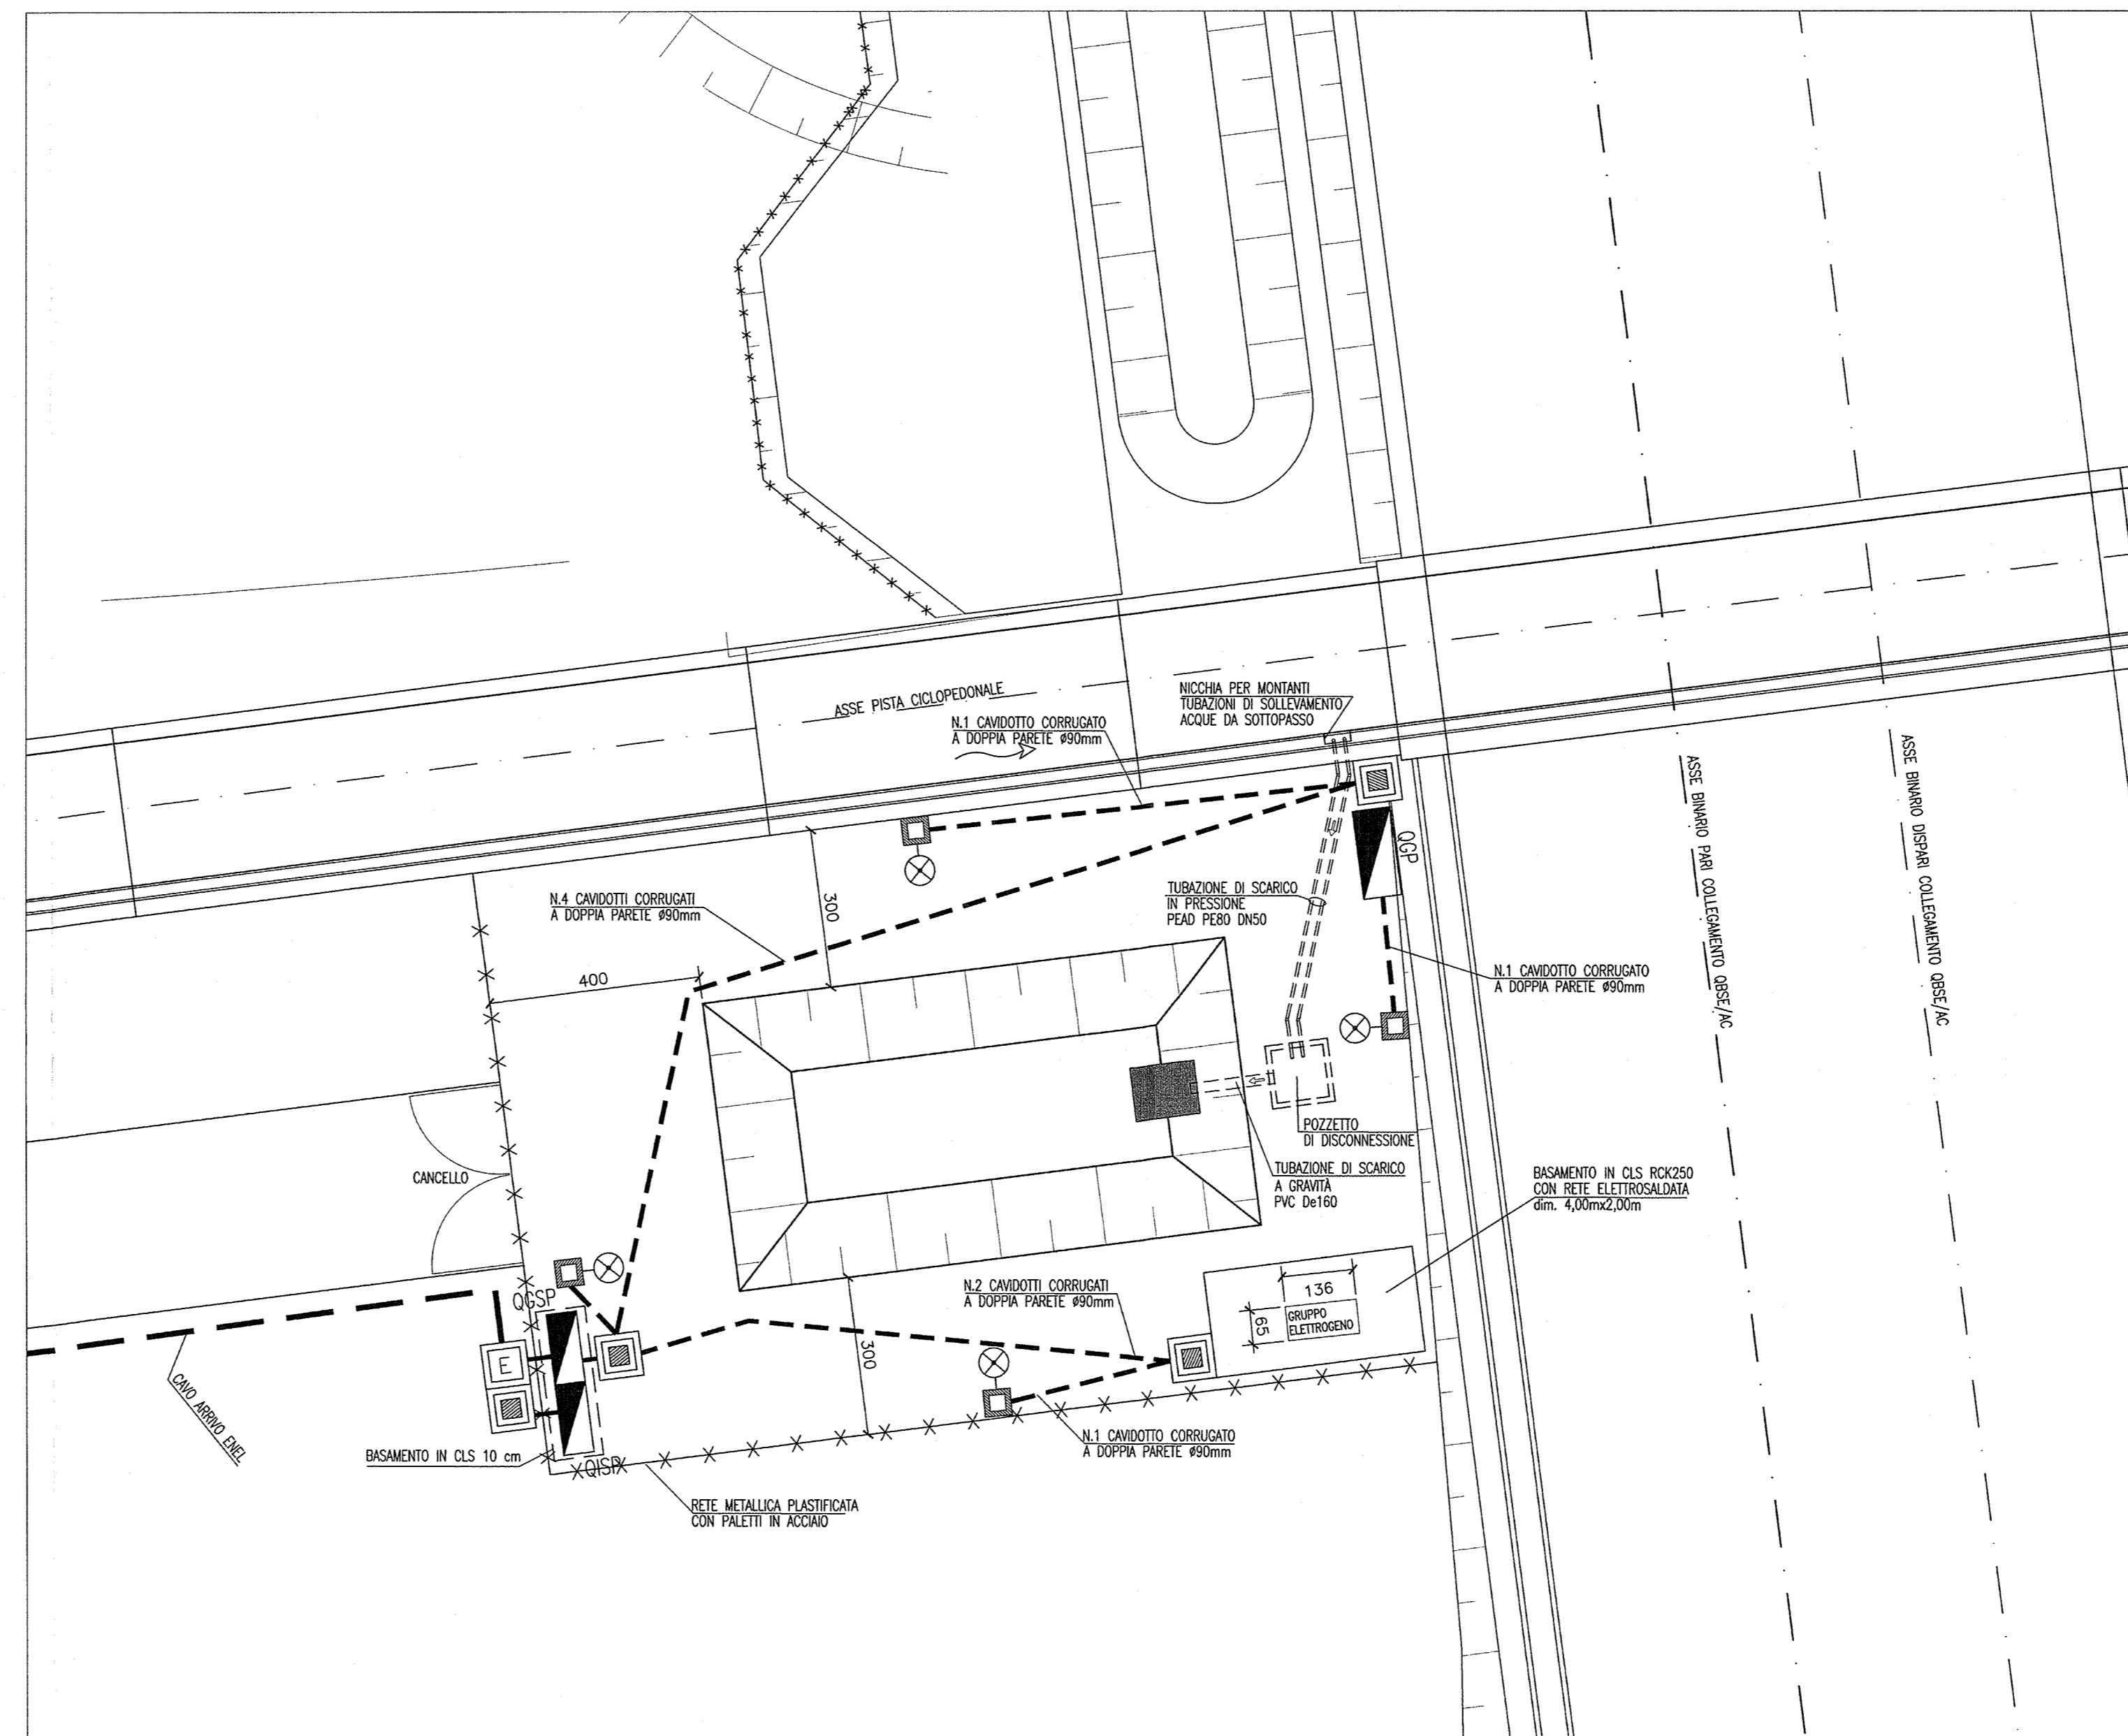 ASSE PISTA CICLOPEDONALE
N.1 CAVIDOTTO CORRUGATO
A DOPPIA PARETE ø90mm
NICCHIA PER MONTANTI
TUBAZIONI DI SOLLEVAMENTO
ACQUE DA SOTTOPASSO
ASSE BINARIO PARI COLLEGAMENTO QBSE/AC
ASSE BINARIO DISPARI COLLEGAMENTO QBSE/AC
QGP
N.4 CAVIDOTTI CORRUGATI
A DOPPIA PARETE ø90mm
300
400
TUBAZIONE DI SCARICO
IN PRESSIONE
PEAD PE80 DN50
N.1 CAVIDOTTO CORRUGATO
A DOPPIA PARETE ø90mm
POZZETTO
DI DISCONNESSIONE
TUBAZIONE DI SCARICO
A GRAVITÀ
PVC De160
BASAMENTO IN CLS RCK250
CON RETE ELETTROSALDATA
dim. 4,00mx2,00m
CANCELLO
QGSP
N.2 CAVIDOTTI CORRUGATI
A DOPPIA PARETE ø90mm
136
65
GRUPPO
ELETTROGENO
300
E
CAVO ARRIVO ENEL
BASAMENTO IN CLS 10 cm
QISP
N.1 CAVIDOTTO CORRUGATO
A DOPPIA PARETE ø90mm
RETE METALLICA PLASTIFICATA
CON PALETTI IN ACCIAIO